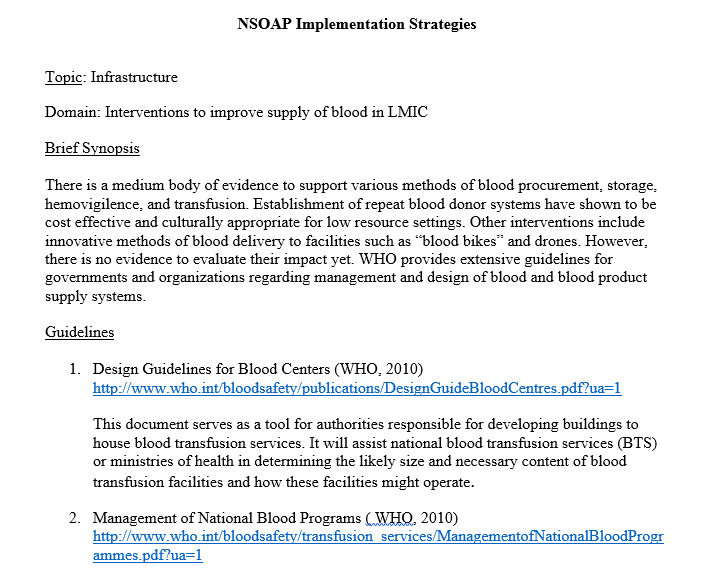 NSOAP Implementation Strategies
Topic: Infrastructure
Domain: Interventions to improve supply of blood in LMIC
Brief Synopsis
There is a medium body of evidence to support various methods of blood procurement, storage,
hemovigilence, and transfusion. Establishment of repeat blood donor systems have shown to be
cost effective and culturally appropriate for low resource settings. Other interventions include
innovative methods of blood delivery to facilities such as “blood bikes” and drones. However,
there is no evidence to evaluate their impact yet. WHO provides extensive guidelines for
governments and organizations regarding management and design of blood and blood product
supply systems.
Guidelines
1. Design Guidelines for Blood Centers (WHO, 2010)
http://www.who.int/bloodsafety/publications/DesignGuideBloodCentres.pdf?ua=1
This document serves as a tool for authorities responsible for developing buildings to
house blood transfusion services. It will assist national blood transfusion services (BTS)
or ministries of health in determining the likely size and necessary content of blood
transfusion facilities and how these facilities might operate.
2. Management of National Blood Programs ( WHO, 2010)
http://www.who.int/bloodsafety/transfusion_services/ManagementofNationalBloodProgr
ammes.pdf?ua=1